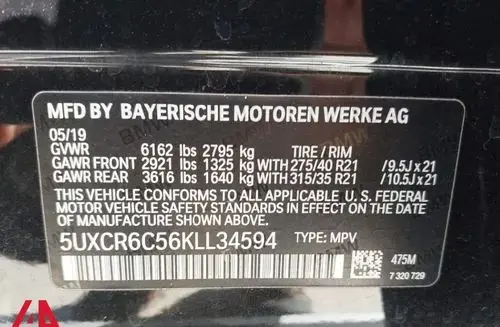 MFD BY BAYERISCHE MOTOREN WERKE AG
05/19
GVWR 6162 lbs 2795 kg TIRE / RIM
GAWR FRONT 2921 lbs 1325 kg WITH 275/40 R21 /9.5J x 21
GAWR REAR 3616 lbs 1640 kg WITH 315/35 R21 /10.5J x 21
THIS VEHICLE CONFORMS TO ALL APPLICABLE U.S. FEDERAL
MOTOR VEHICLE SAFETY STANDARDS IN EFFECT ON THE
DATE OF MANUFACTURE SHOWN ABOVE.
5UXCR6C56KLL34594 TYPE: MPV
475M
7 320 729